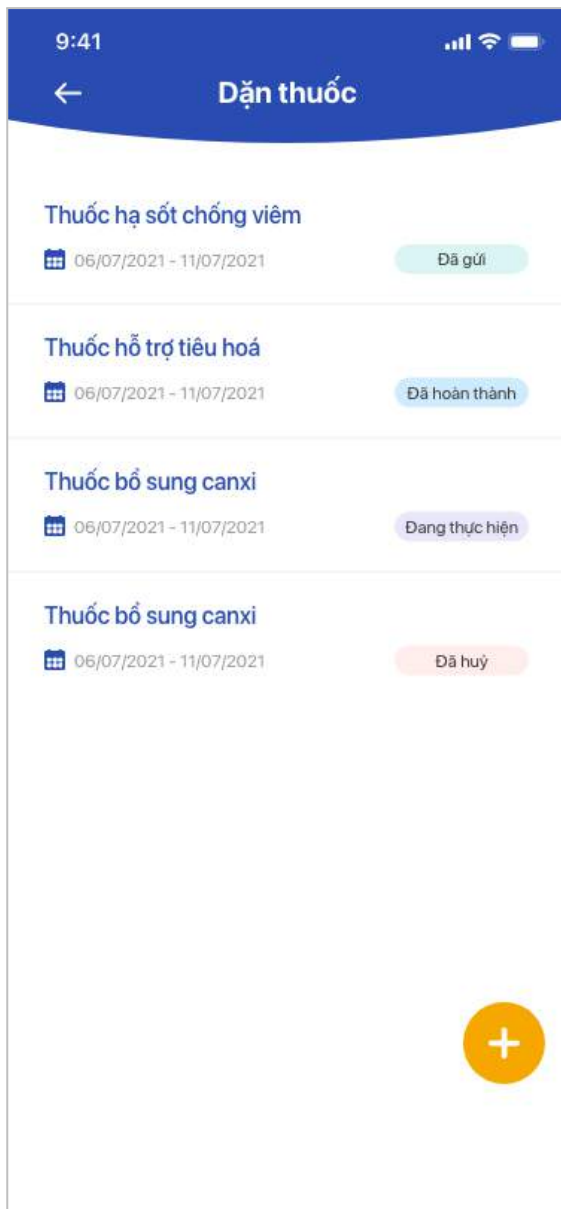 9:41
Dặn thuốc
Thuốc hạ sốt chống viêm
06/07/2021 - 11/07/2021 Đã gửi
Thuốc hỗ trợ tiêu hoá
06/07/2021 - 11/07/2021 Đã hoàn thành
Thuốc bổ sung canxi
06/07/2021 - 11/07/2021 Đang thực hiện
Thuốc bổ sung canxi
06/07/2021 - 11/07/2021 Đã huỷ